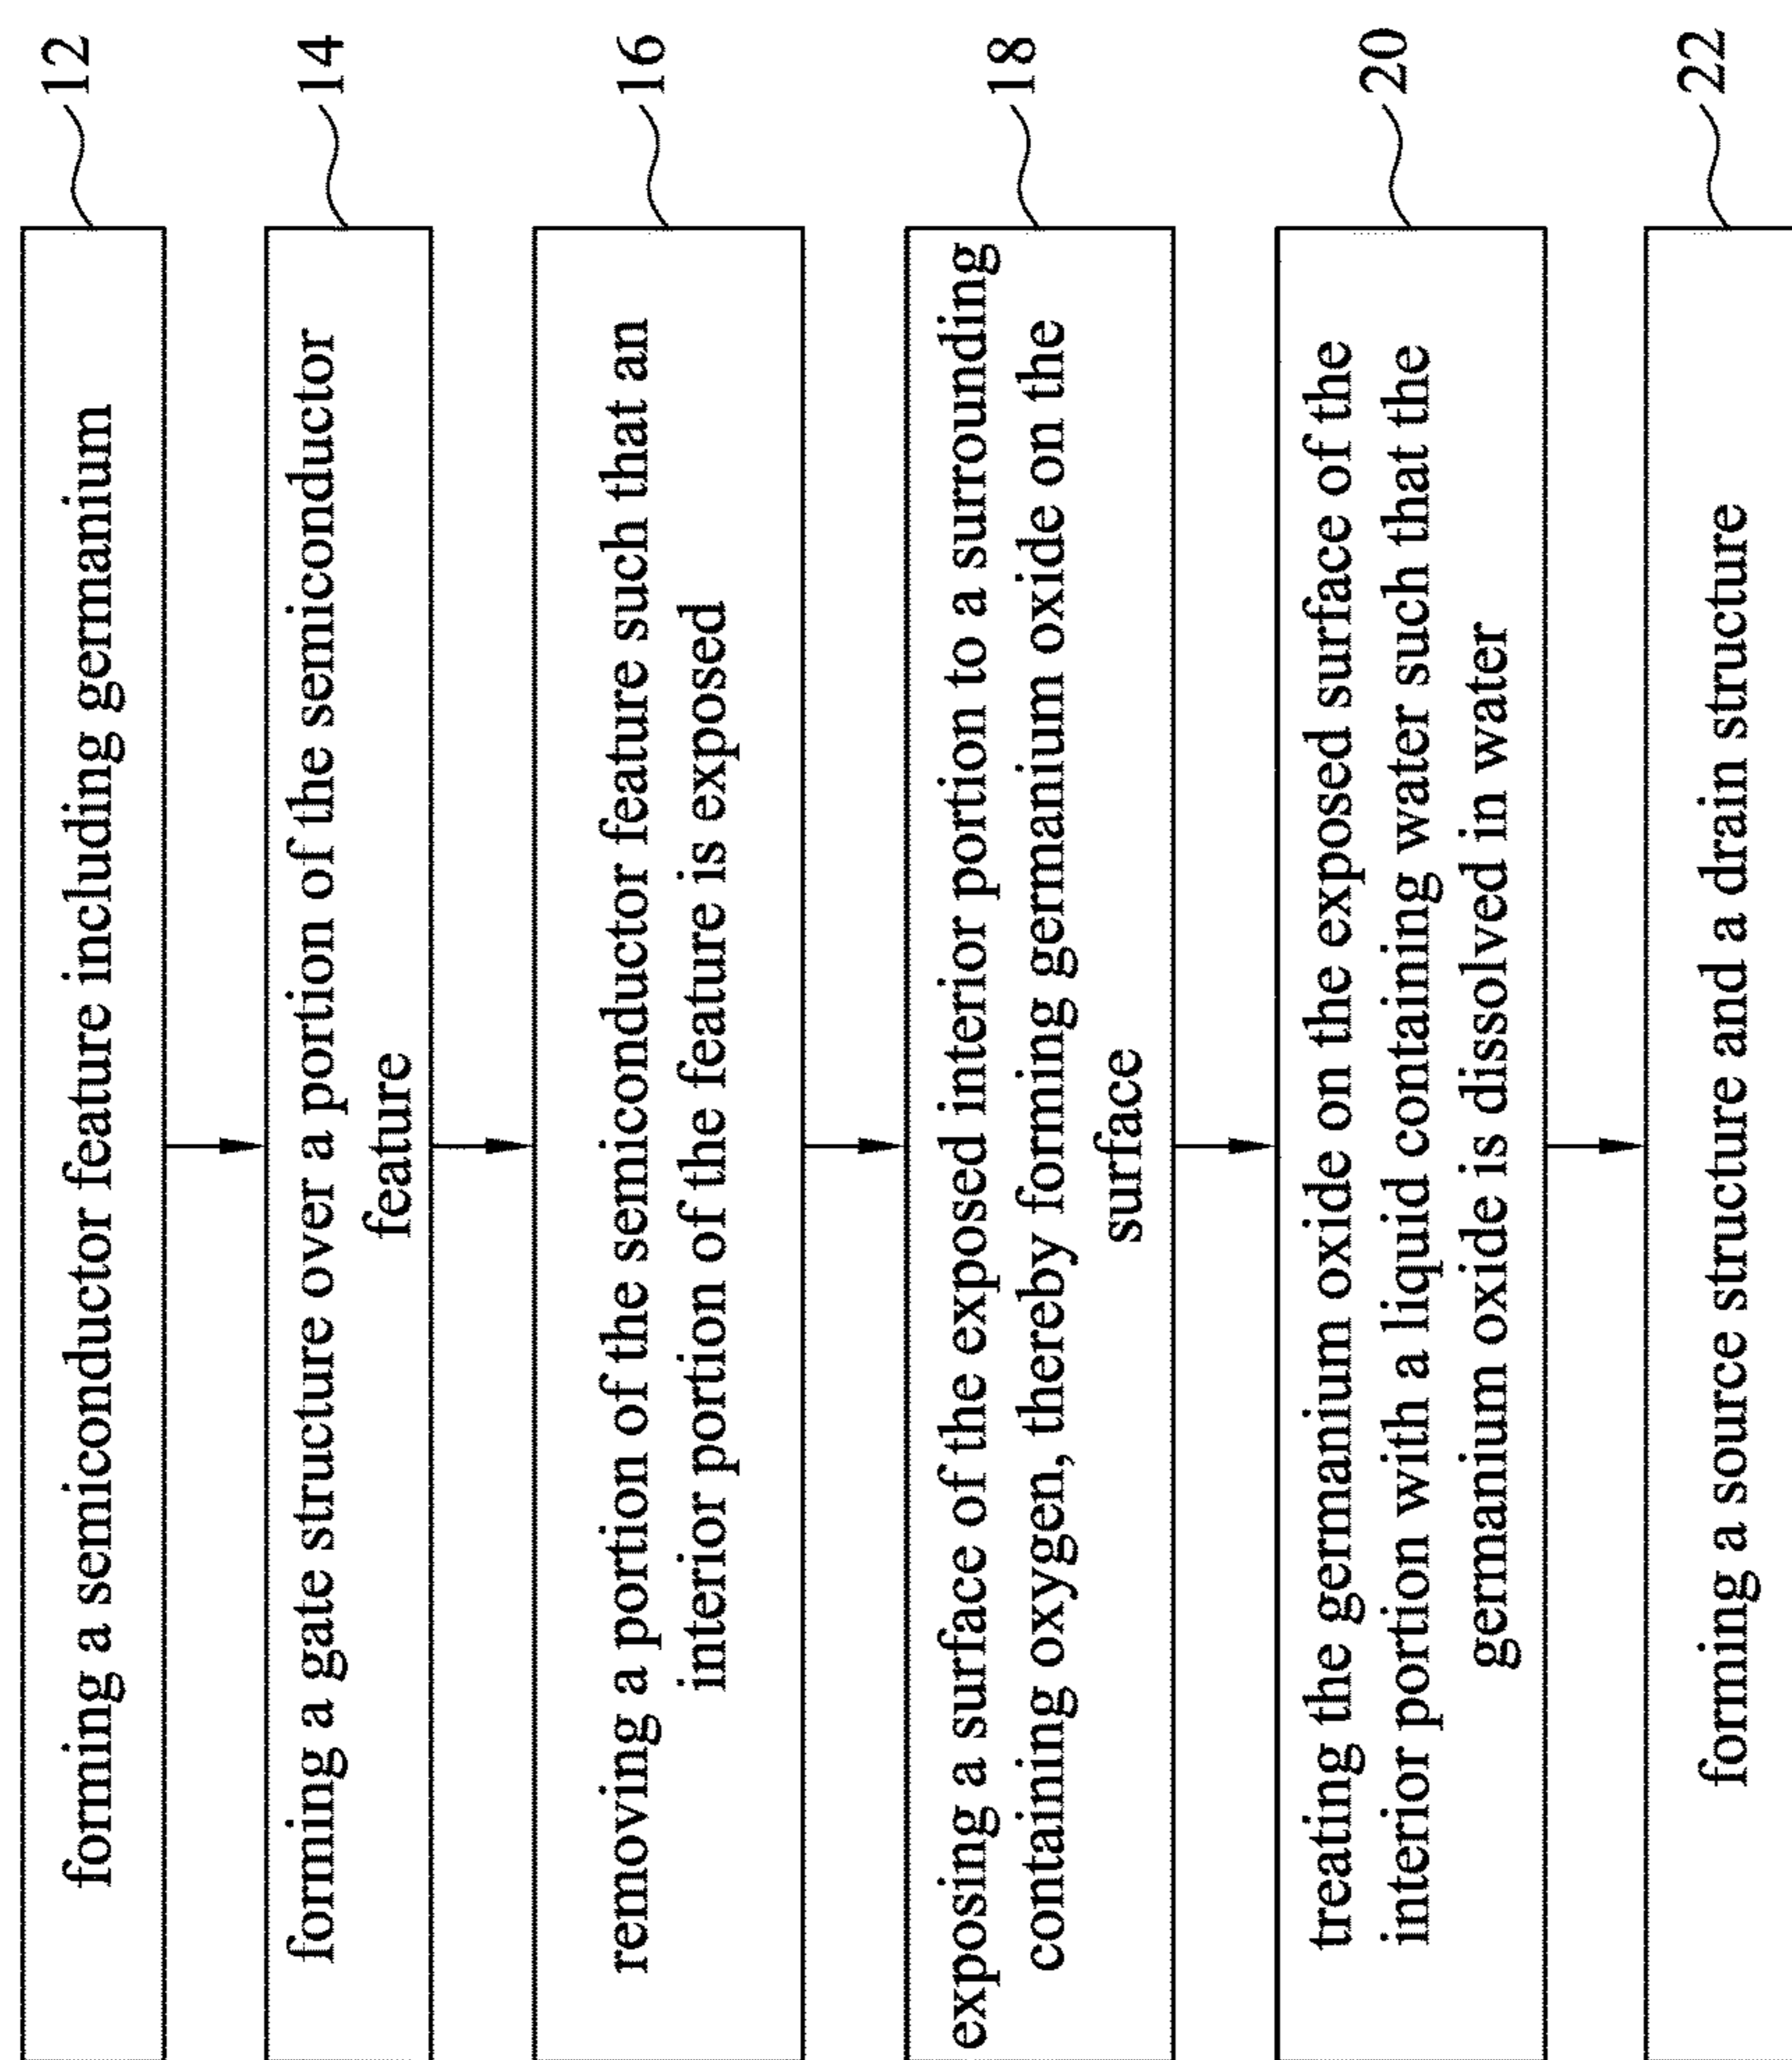 forming a semiconductor feature including germanium
12
forming a gate structure over a portion of the semiconductor
feature
14
removing a portion of the semiconductor feature such that an
interior portion of the feature is exposed
16
exposing a surface of the exposed interior portion to a surrounding
containing oxygen, thereby forming germanium oxide on the
surface
18
treating the germanium oxide on the exposed surface of the
interior portion with a liquid containing water such that the
germanium oxide is dissolved in water
20
forming a source structure and a drain structure
22